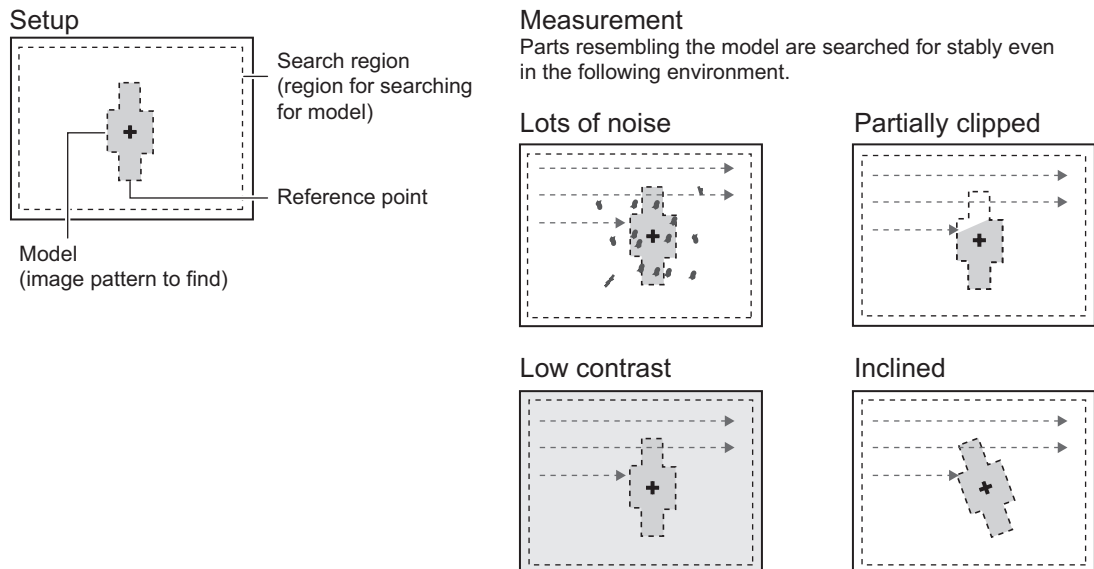 Setup
Search region
(region for searching
for model)
Reference point
Model
(image pattern to find)
Measurement
Parts resembling the model are searched for stably even
in the following environment.
Lots of noise
Partially clipped
Low contrast
Inclined